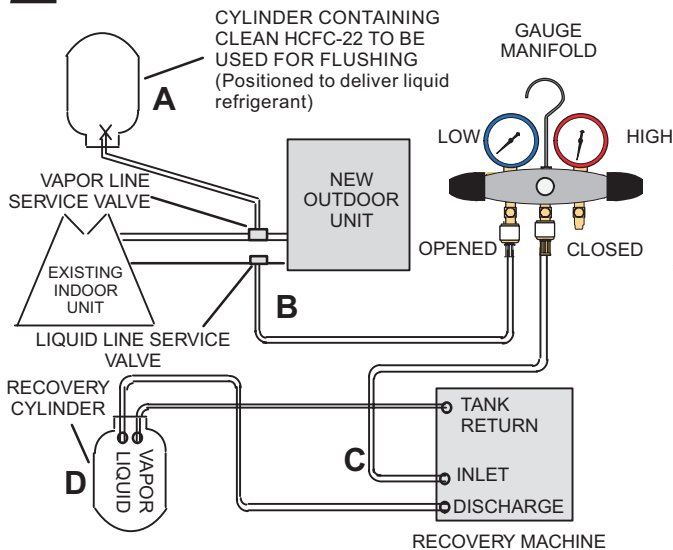 CYLINDER CONTAINING
CLEAN HCFC-22 TO BE
USED FOR FLUSHING
(Positioned to deliver liquid
refrigerant)
A
GAUGE
MANIFOLD
LOW
HIGH
VAPOR LINE
SERVICE VALVE
NEW
OUTDOOR
UNIT
OPENED
CLOSED
EXISTING
INDOOR
UNIT
B
LIQUID LINE SERVICE
VALVE
RECOVERY
CYLINDER
TANK
RETURN
C
D
LIQUID
VAPOR
INLET
DISCHARGE
RECOVERY MACHINE